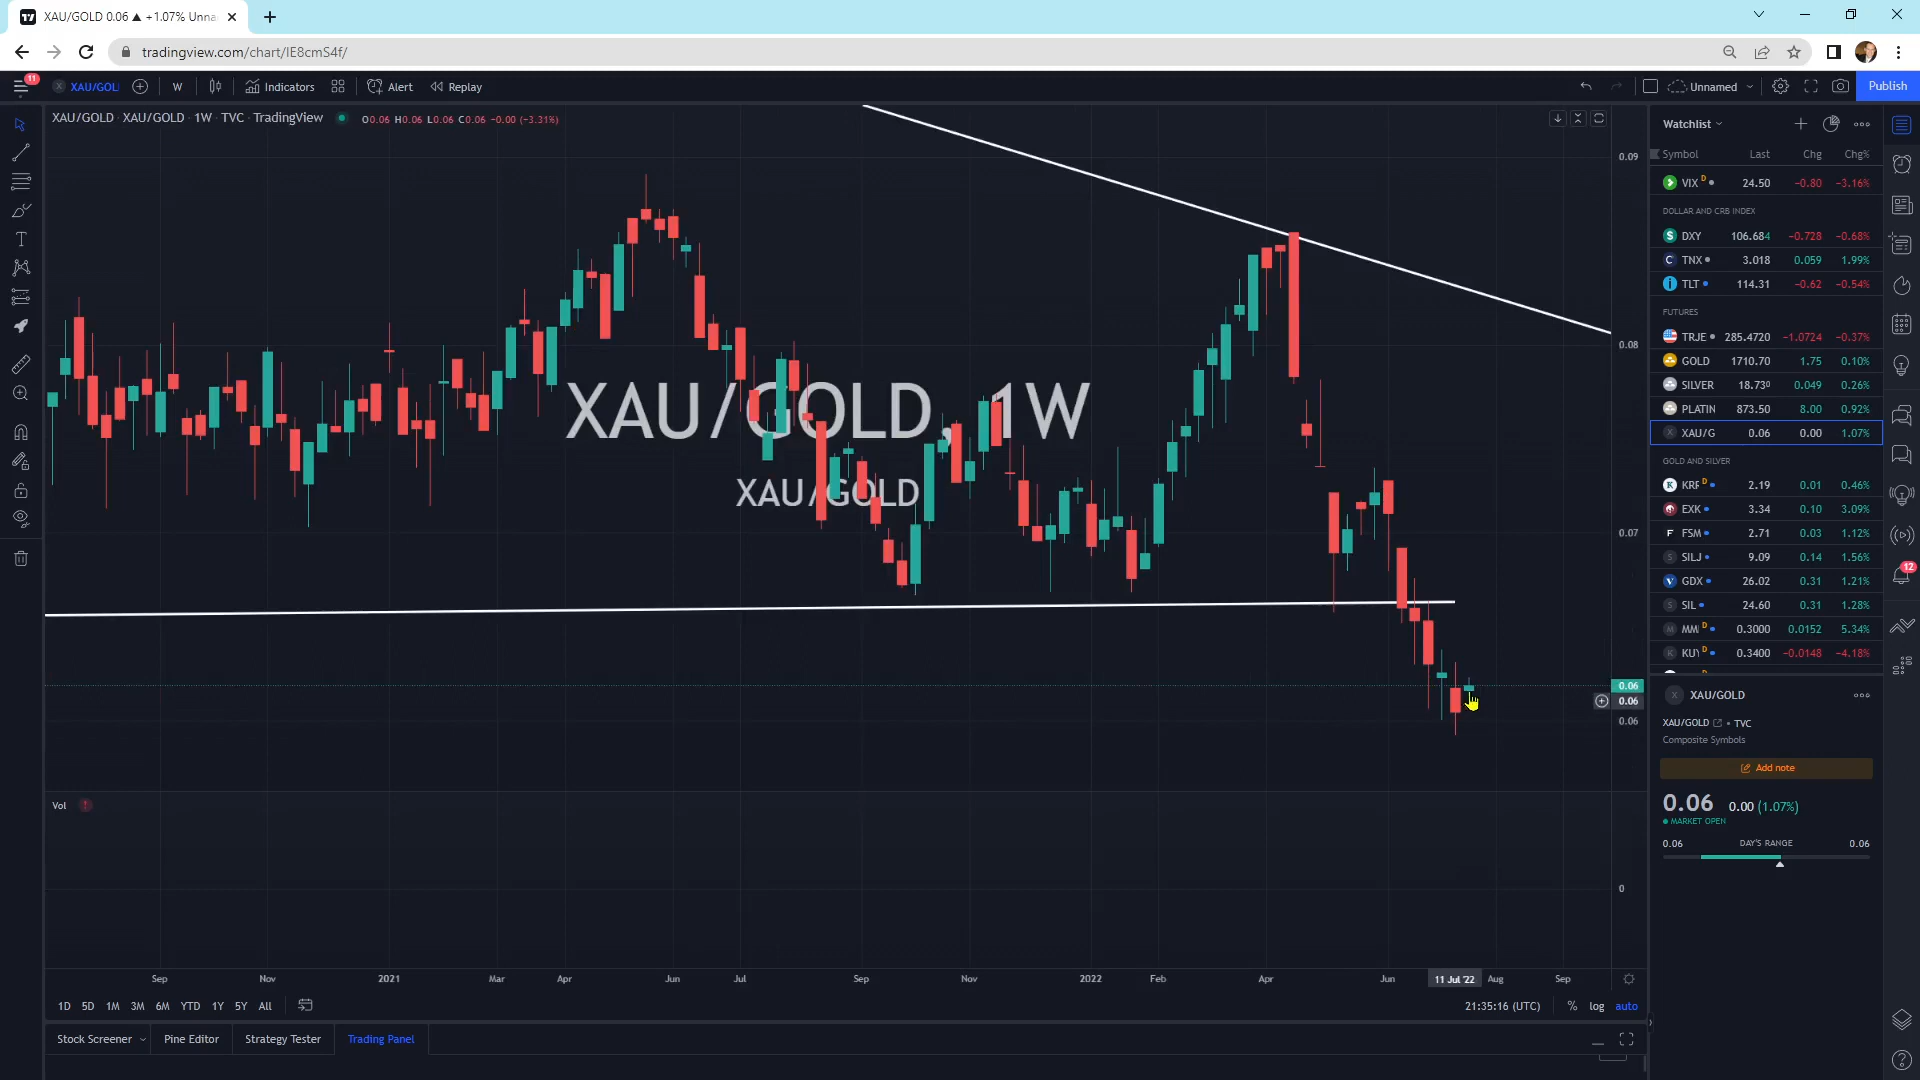 XAU/GOLD 0.06 ▲ +1.07% Unna
tradingview.com/chart/IE8cmS4f/
11
XAU/GOL
W
Indicators
Alert
Replay
Unnamed
Publish
XAU/GOLD · XAU/GOLD · 1W · TVC · TradingView
O0.06 H0.06 L0.06 C0.06 -0.00 (-3.31%)
XAU/GOLD, 1W
XAU/GOLD
0.09
0.08
0.07
0.06
0.06
0.06
Vol
0
Sep
Nov
2021
Mar
Apr
Jun
Jul
Sep
Nov
2022
Feb
Apr
Jun
11 Jul '22
Aug
Sep
1D 5D 1M 3M 6M YTD 1Y 5Y All
21:35:16 (UTC)
% log auto
Stock Screener
Pine Editor
Strategy Tester
Trading Panel
Watchlist
Symbol Last Chg Chg%
VIX D 24.50 -0.80 -3.16%
DOLLAR AND CRB INDEX
DXY 106.684 -0.728 -0.68%
TNX 3.018 0.059 1.99%
TLT 114.31 -0.62 -0.54%
FUTURES
TRJE 285.4720 -1.0724 -0.37%
GOLD 1710.70 1.75 0.10%
SILVER 18.730 0.049 0.26%
PLATIN 873.50 8.00 0.92%
XAU/G 0.06 0.00 1.07%
GOLD AND SILVER
KRF D 2.19 0.01 0.46%
EXK 3.34 0.10 3.09%
FSM 2.71 0.03 1.12%
SILJ 9.09 0.14 1.56%
GDX 26.02 0.31 1.21%
SIL 24.60 0.31 1.28%
MMI D 0.3000 0.0152 5.34%
KUY D 0.3400 -0.0148 -4.18%
XAU/GOLD
XAU/GOLD • TVC
Composite Symbols
Add note
0.06 0.00 (1.07%)
MARKET OPEN
0.06 DAY'S RANGE 0.06
12